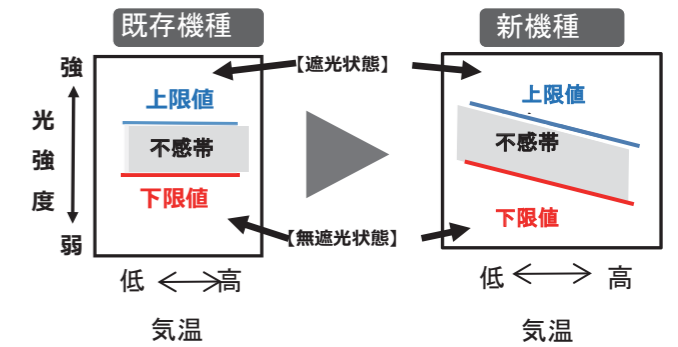 既存機種
新機種
強
光
強
度
弱
【遮光状態】
上限値
不感帯
下限値
上限値
不感帯
下限値
【無遮光状態】
低
高
気温
低
高
気温